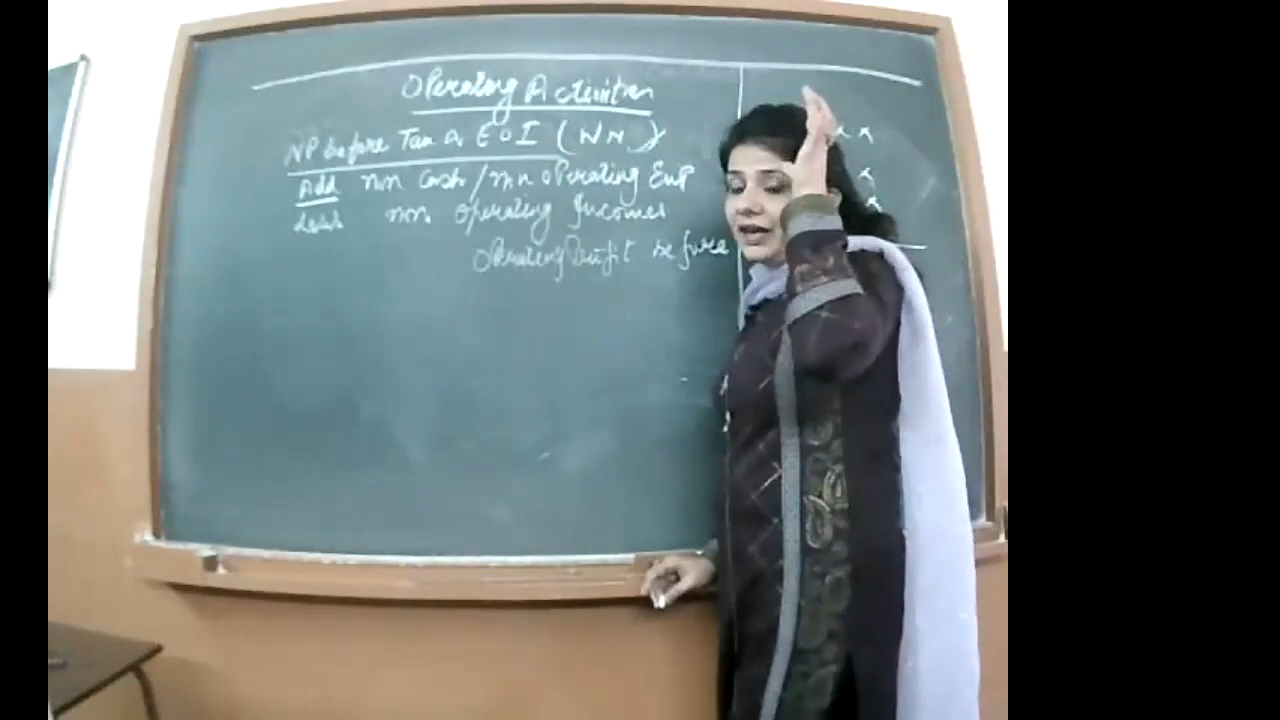 Operating Activities
NP before Tax & EOI (WN) x x
Add non cash / non operating Exp x
Less non operating Incomes x
Operating Profit before